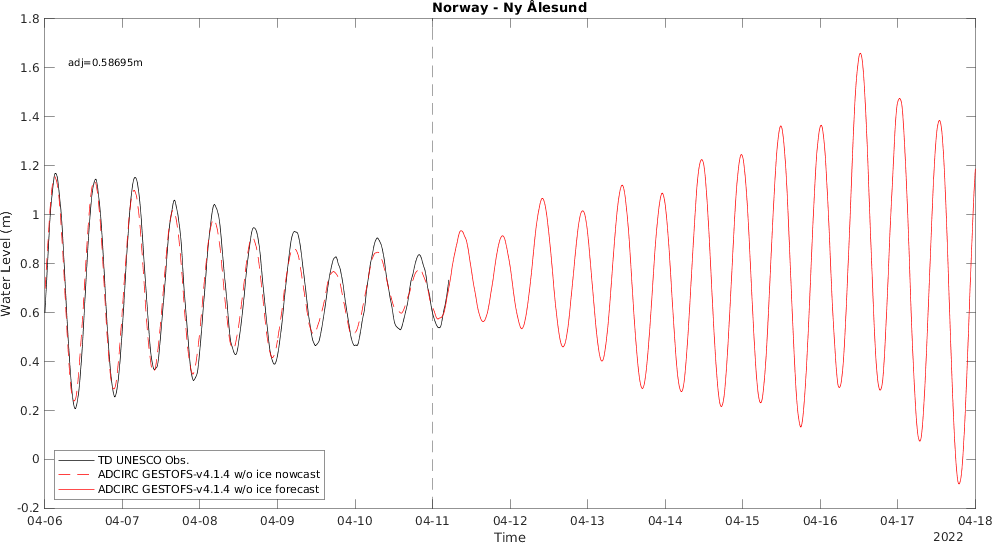 Norway - Ny Ålesund
adj=0.58695m
Water Level (m)
1.8
1.6
1.4
1.2
1
0.8
0.6
0.4
0.2
0
-0.2
TD UNESCO Obs.
ADCIRC GESTOFS-v4.1.4 w/o ice nowcast
ADCIRC GESTOFS-v4.1.4 w/o ice forecast
04-06 04-07 04-08 04-09 04-10 04-11 04-12 04-13 04-14 04-15 04-16 04-17 04-18
Time
2022